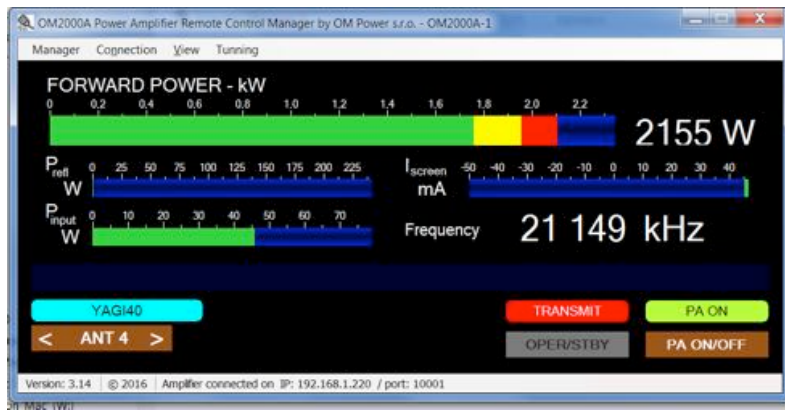 OM2000A Power Amplifier Remote Control Manager by OM Power s.r.o. - OM2000A-1
Manager Connection View Tunning
FORWARD POWER - kW
0 0,2 0,4 0,6 0,8 1,0 1,2 1,4 1,6 1,8 2,0 2,2
2155 W
Prefl W 0 25 50 75 100 125 150 175 200 225
Iscreen mA -50 -40 -30 -20 -10 0 10 20 30 40
Pinput W 0 10 20 30 40 50 60 70
Frequency 21 149 kHz
YAGI40 TRANSMIT PA ON
< ANT 4 > OPER/STBY PA ON/OFF
Version: 3.14 © 2016 Amplifier connected on IP: 192.168.1.220 / port: 10001